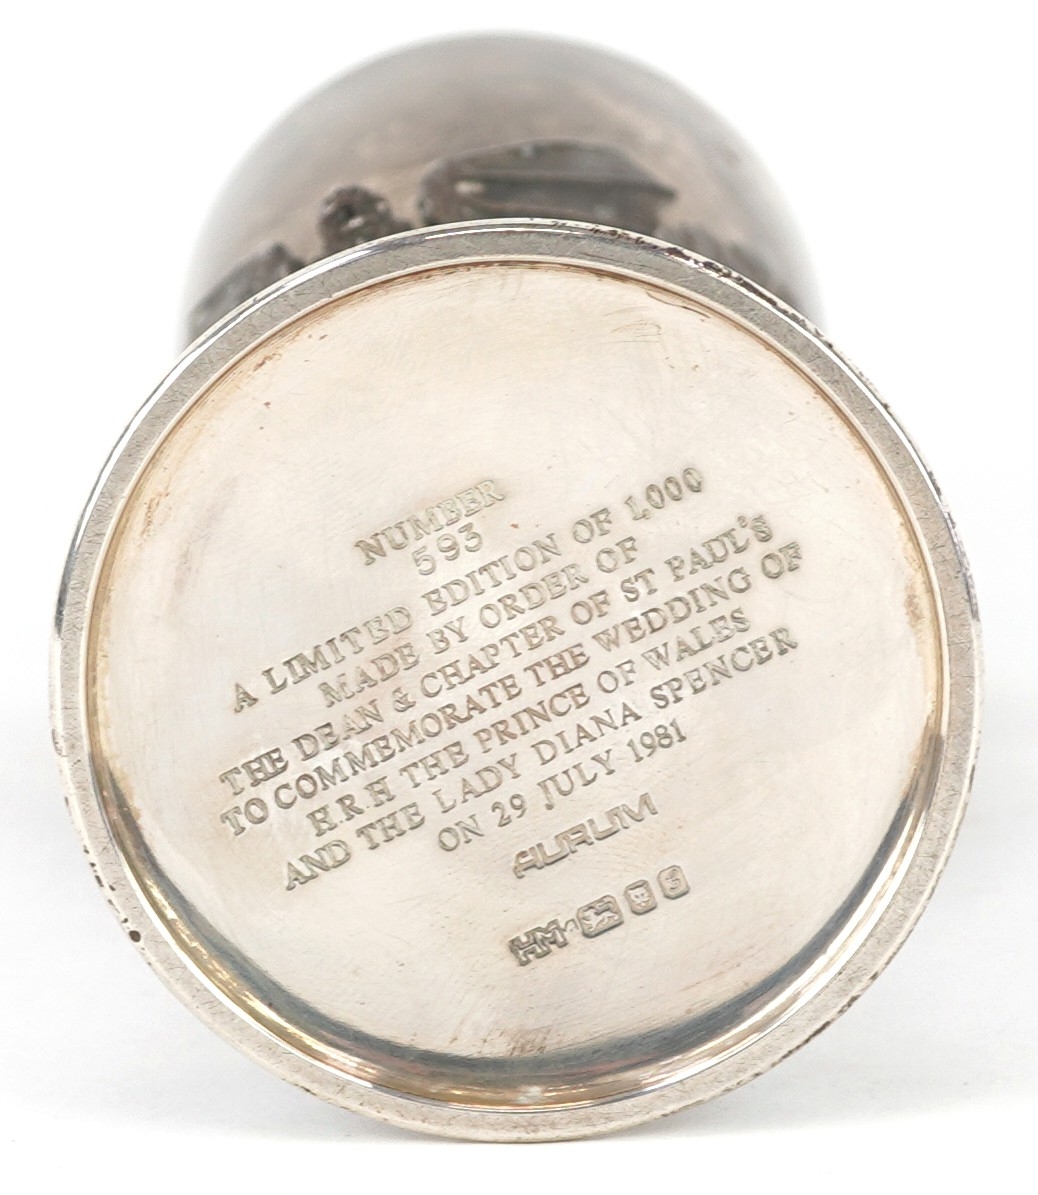 NUMBER
593
A LIMITED EDITION OF 1,000
MADE BY ORDER OF
THE DEAN & CHAPTER OF ST PAUL'S
TO COMMEMORATE THE WEDDING OF
H.R.H THE PRINCE OF WALES
AND THE LADY DIANA SPENCER
ON 29 JULY 1981
AURUM
HM